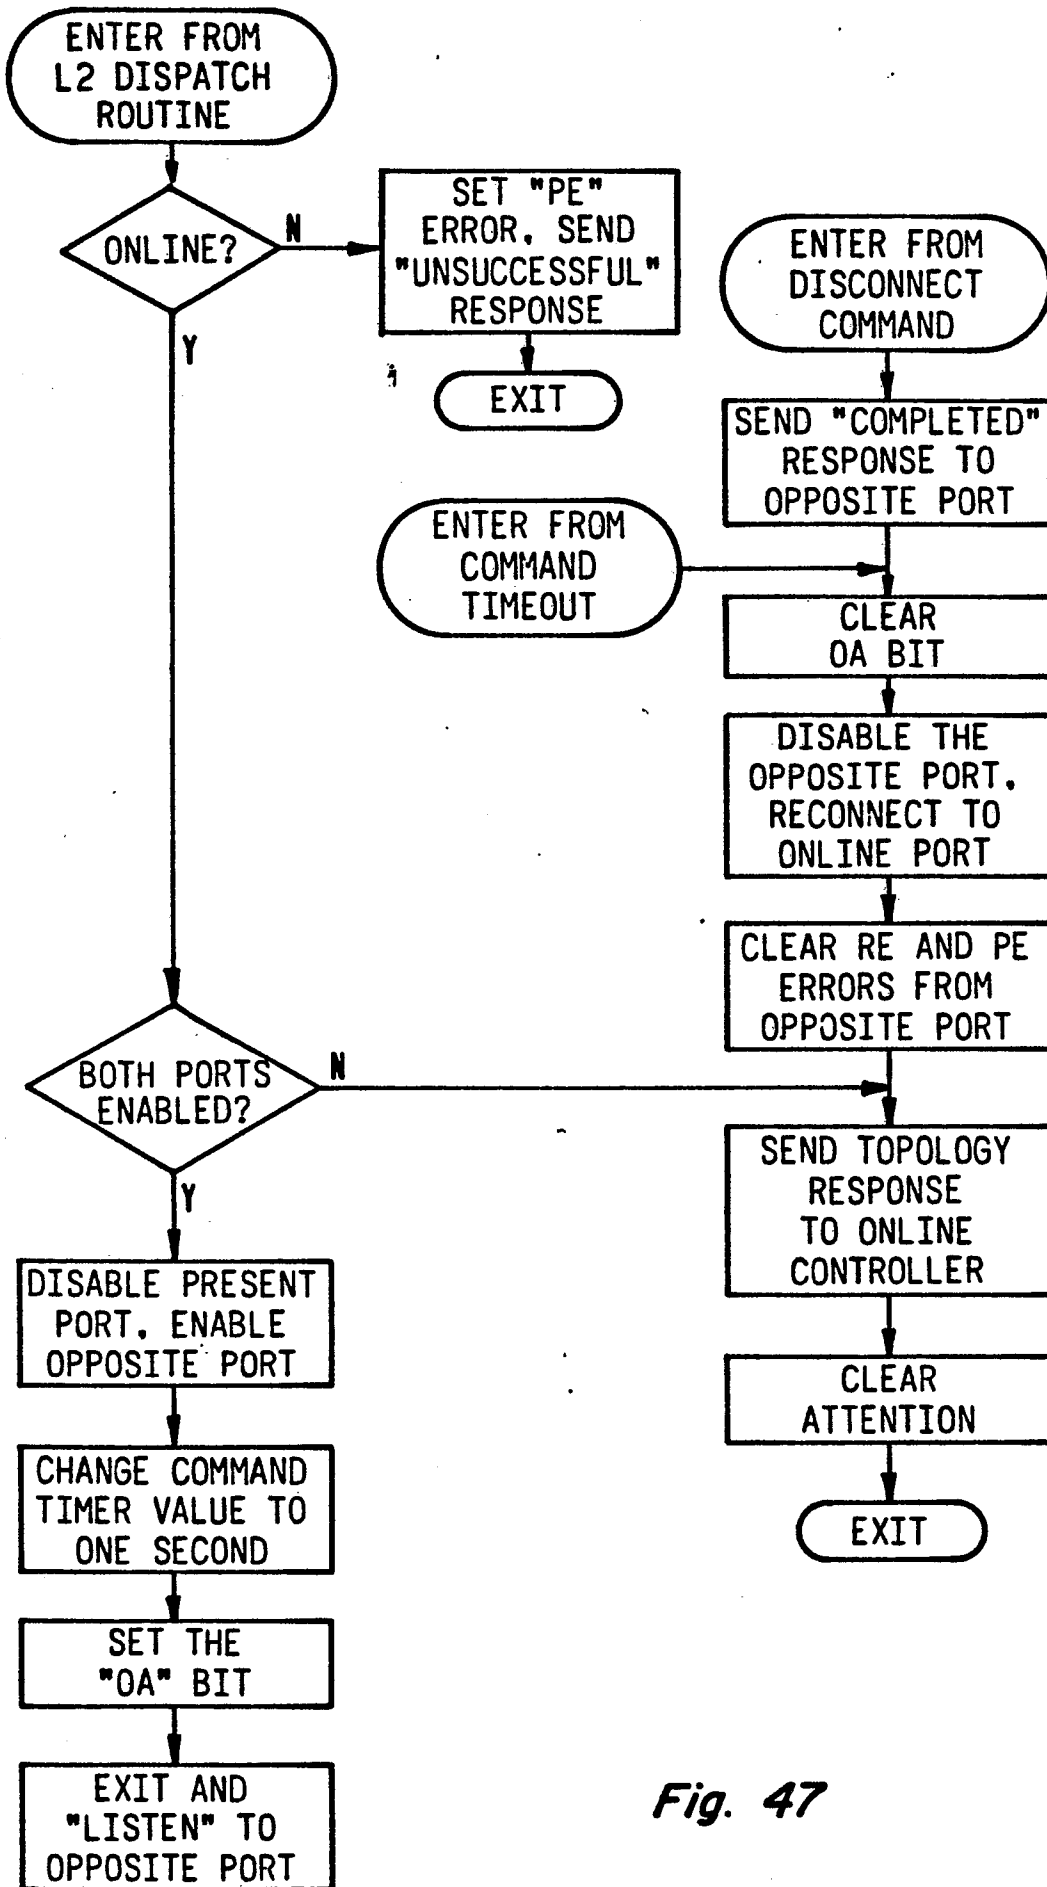 ENTER FROM
L2 DISPATCH
ROUTINE
ONLINE?
N
Y
SET "PE"
ERROR. SEND
"UNSUCCESSFUL"
RESPONSE
EXIT
ENTER FROM
DISCONNECT
COMMAND
SEND "COMPLETED"
RESPONSE TO
OPPOSITE PORT
ENTER FROM
COMMAND
TIMEOUT
CLEAR
OA BIT
DISABLE THE
OPPOSITE PORT.
RECONNECT TO
ONLINE PORT
CLEAR RE AND PE
ERRORS FROM
OPPOSITE PORT
BOTH PORTS
ENABLED?
N
Y
SEND TOPOLOGY
RESPONSE
TO ONLINE
CONTROLLER
CLEAR
ATTENTION
EXIT
DISABLE PRESENT
PORT. ENABLE
OPPOSITE PORT
CHANGE COMMAND
TIMER VALUE TO
ONE SECOND
SET THE
"OA" BIT
EXIT AND
"LISTEN" TO
OPPOSITE PORT
Fig. 47